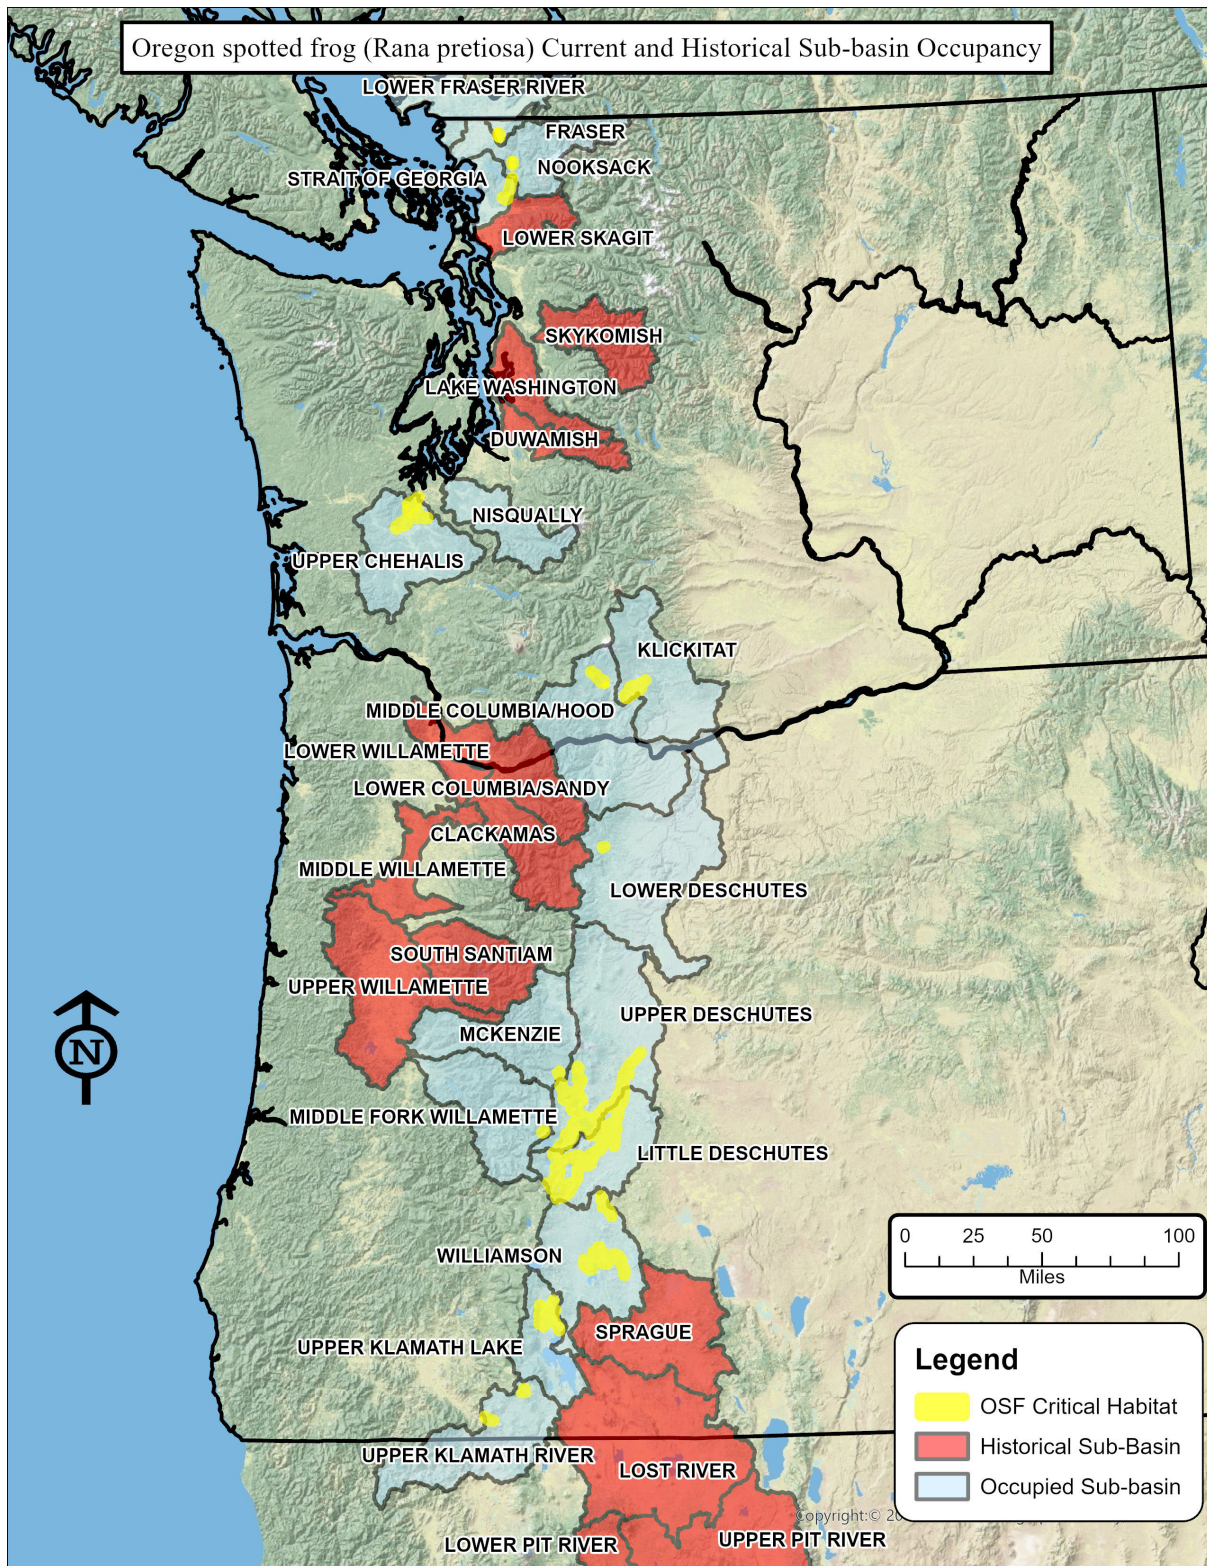 Oregon spotted frog (Rana pretiosa) Current and Historical Sub-basin Occupancy
LOWER FRASER RIVER
FRASER
NOOKSACK
STRAIT OF GEORGIA
LOWER SKAGIT
SKYKOMISH
LAKE WASHINGTON
DUWAMISH
NISQUALLY
UPPER CHEHALIS
KLICKITAT
MIDDLE COLUMBIA/HOOD
LOWER WILLAMETTE
LOWER COLUMBIA/SANDY
CLACKAMAS
MIDDLE WILLAMETTE
LOWER DESCHUTES
SOUTH SANTIAM
UPPER WILLAMETTE
UPPER DESCHUTES
MCKENZIE
N
MIDDLE FORK WILLAMETTE
LITTLE DESCHUTES
WILLIAMSON
0 25 50 100
Miles
SPRAGUE
UPPER KLAMATH LAKE
Legend
OSF Critical Habitat
Historical Sub-Basin
Occupied Sub-basin
UPPER KLAMATH RIVER
LOST RIVER
Copyright:© 20
UPPER PIT RIVER
LOWER PIT RIVER